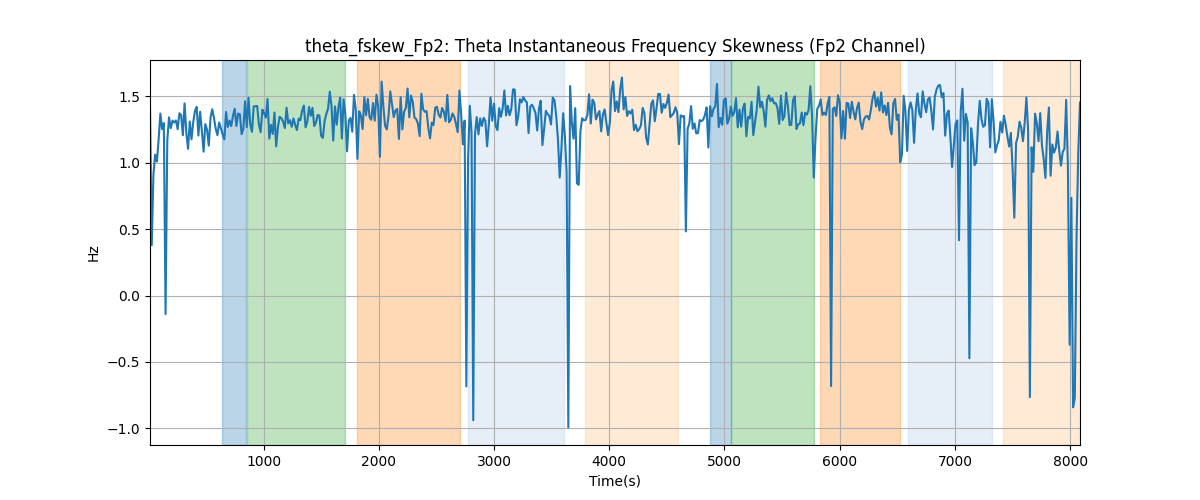 theta_fskew_Fp2: Theta Instantaneous Frequency Skewness (Fp2 Channel)
Hz
1.5
1.0
0.5
0.0
−0.5
−1.0
1000 2000 3000 4000 5000 6000 7000 8000
Time(s)